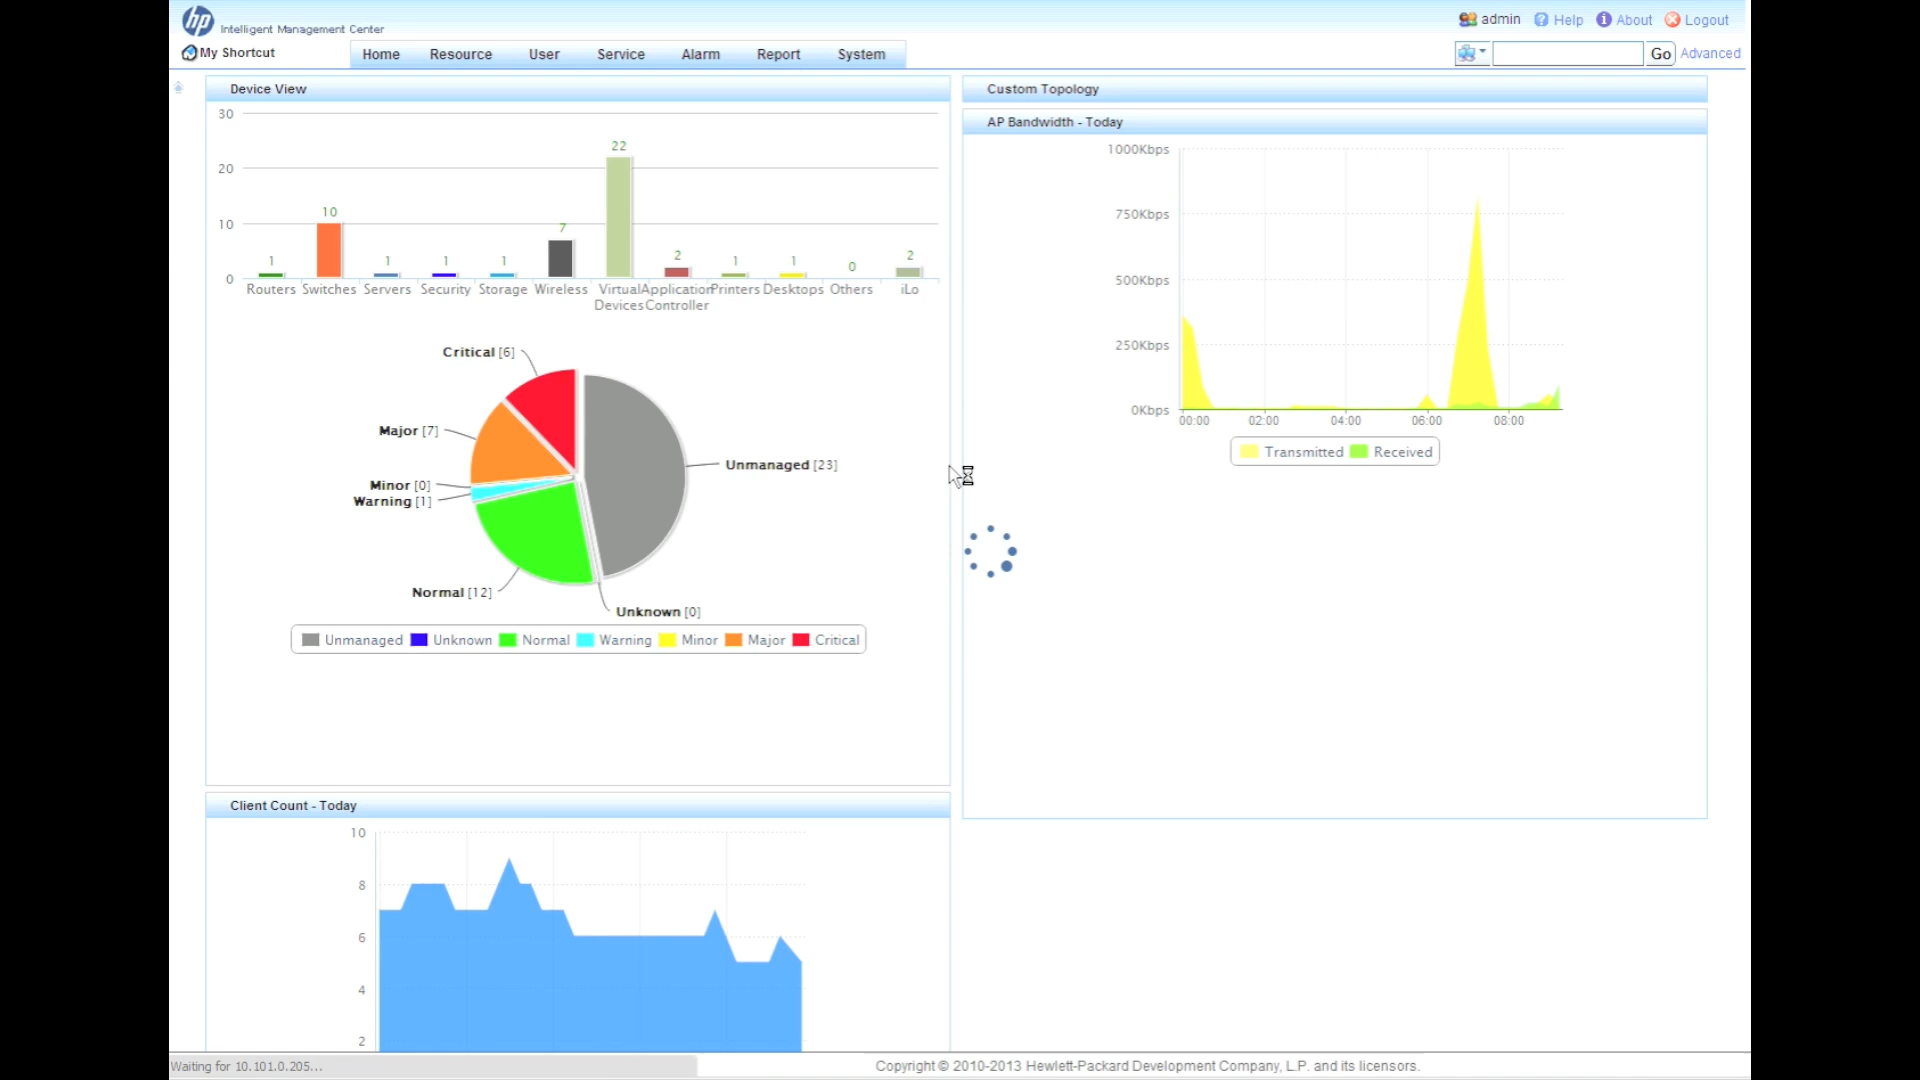 hp
Intelligent Management Center
admin Help About Logout
My Shortcut
Home Resource User Service Alarm Report System
Go Advanced
Device View
30
20
10
0
1 10 1 1 1 7 22 2 1 1 0 2
Routers Switches Servers Security Storage Wireless Virtual Devices Application Controller Printers Desktops Others iLo
Critical [6]
Major [7]
Minor [0]
Warning [1]
Normal [12]
Unmanaged [23]
Unknown [0]
Unmanaged Unknown Normal Warning Minor Major Critical
Client Count - Today
10
8
6
4
2
Custom Topology
AP Bandwidth - Today
1000Kbps
750Kbps
500Kbps
250Kbps
0Kbps
00:00 02:00 04:00 06:00 08:00
Transmitted Received
Waiting for 10.101.0.205...
Copyright © 2010-2013 Hewlett-Packard Development Company, L.P. and its licensors.